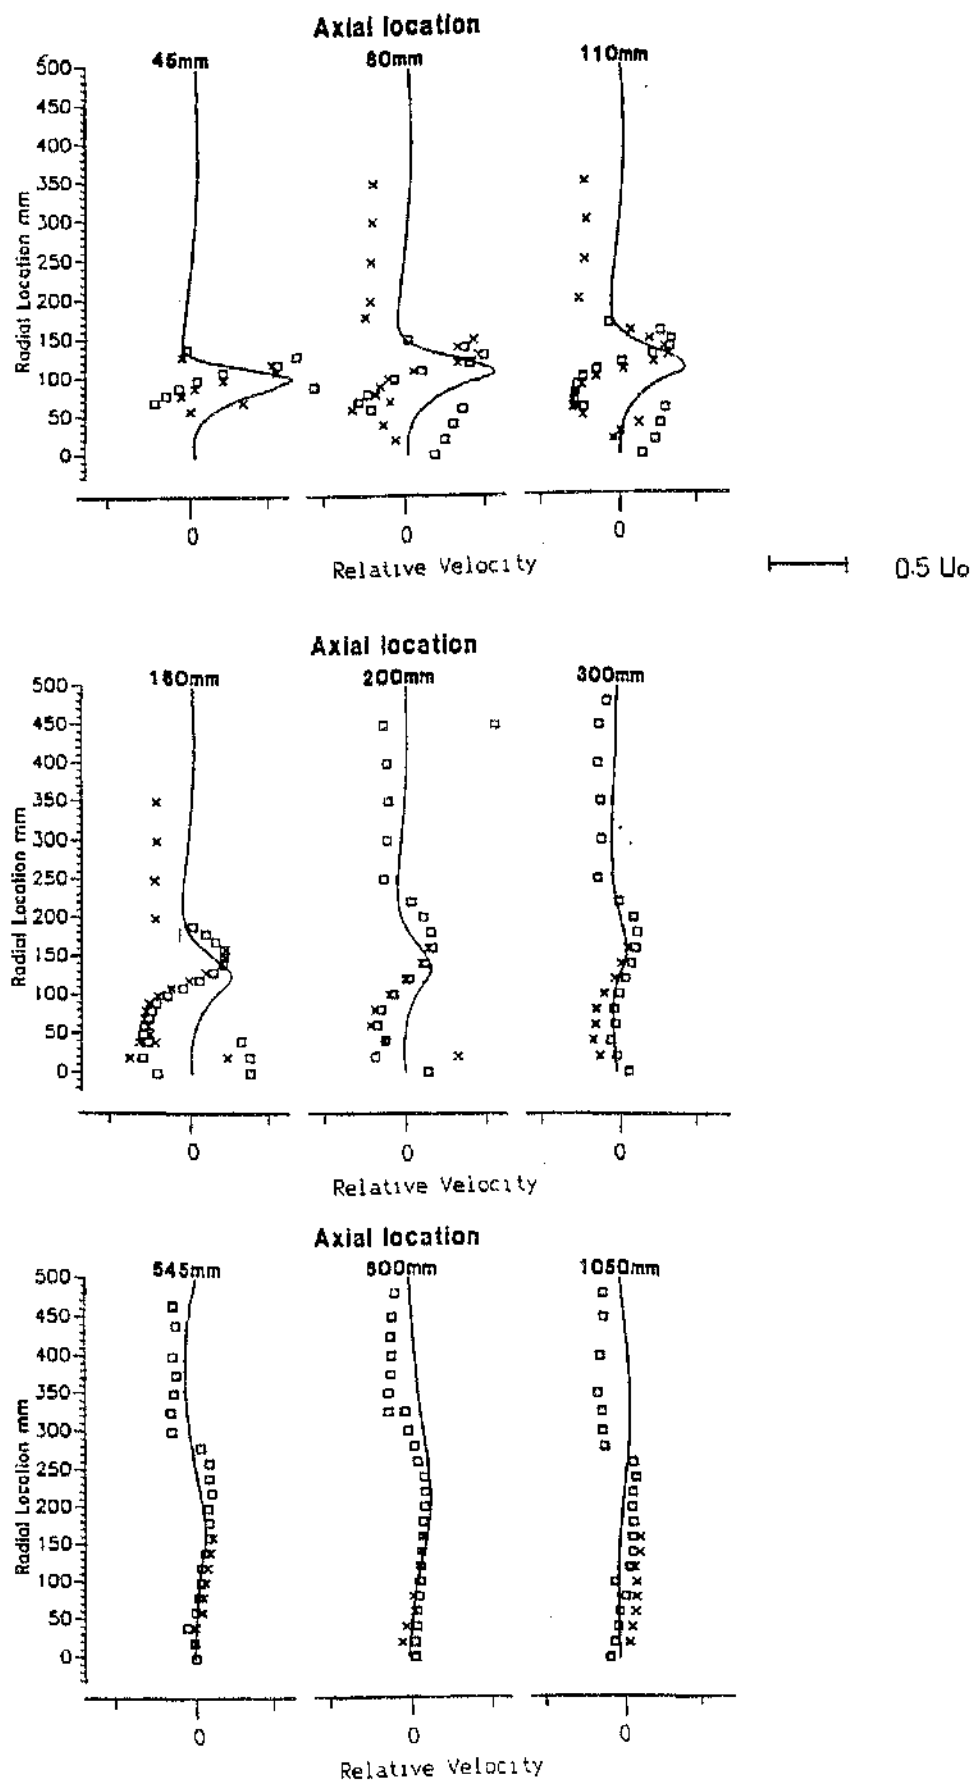 Axial location
45mm 80mm 110mm
500
450
400
350
300
250
200
150
100
50
0
Radial Location mm
0 0 0
Relative Velocity
0.5 Uo
Axial location
160mm 200mm 300mm
500
450
400
350
300
250
200
150
100
50
0
Radial Location mm
0 0 0
Relative Velocity
Axial location
545mm 800mm 1050mm
500
450
400
350
300
250
200
150
100
50
0
Radial Location mm
0 0 0
Relative Velocity